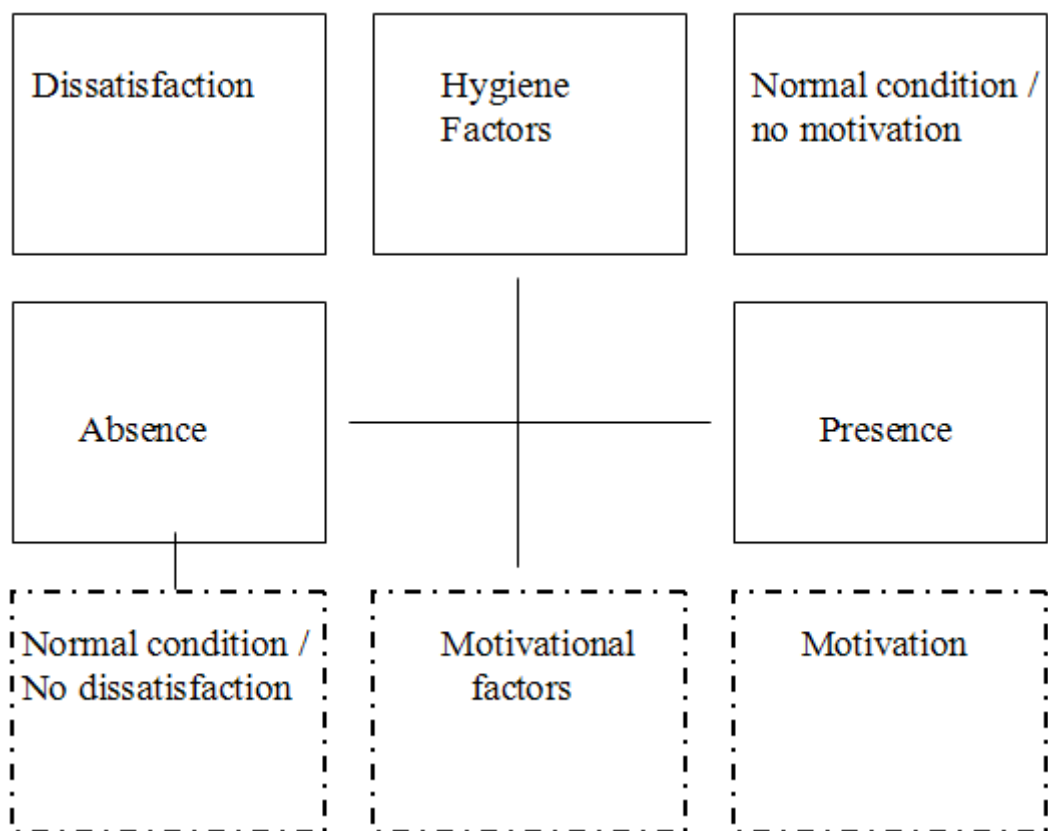 Dissatisfaction
Hygiene
Factors
Normal condition /
no motivation
Absence
Presence
Normal condition /
No dissatisfaction
Motivational
factors
Motivation